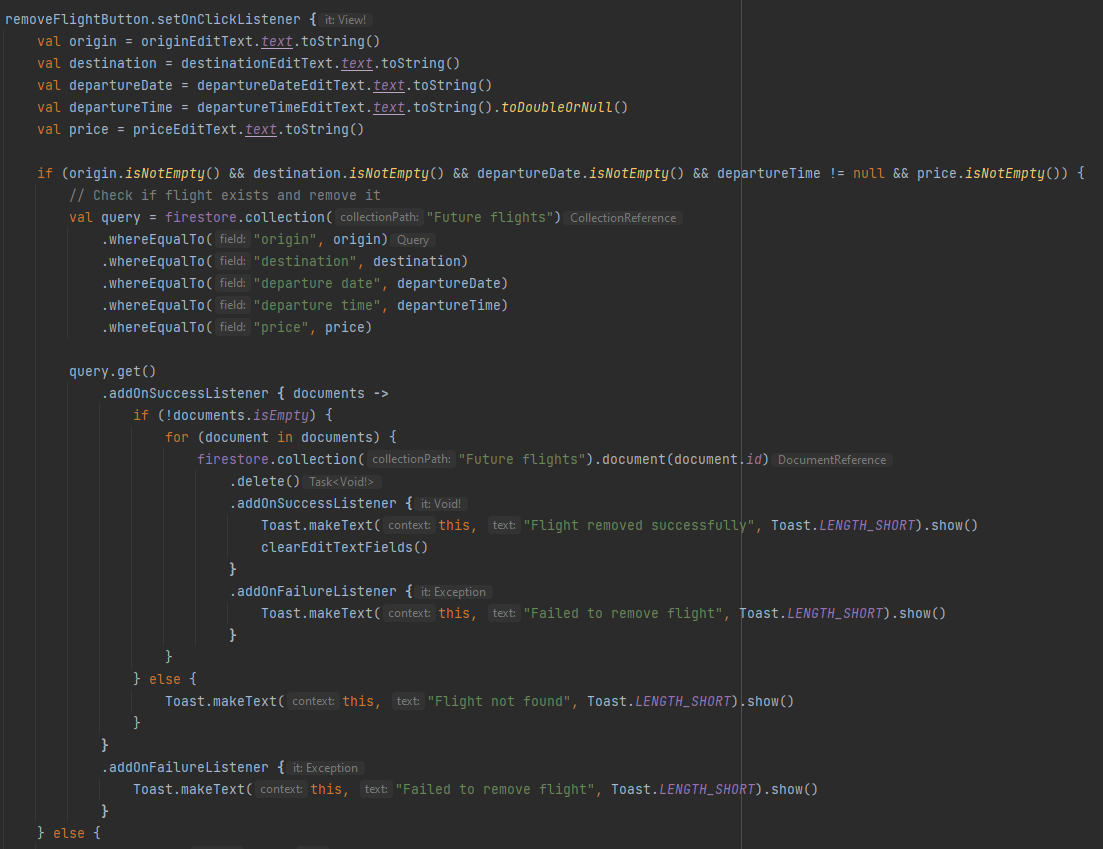 removeFlightButton.setOnClickListener { it: View!
val origin = originEditText.text.toString()
val destination = destinationEditText.text.toString()
val departureDate = departureDateEditText.text.toString()
val departureTime = departureTimeEditText.text.toString().toDoubleOrNull()
val price = priceEditText.text.toString()
if (origin.isNotEmpty() && destination.isNotEmpty() && departureDate.isNotEmpty() && departureTime != null && price.isNotEmpty()) {
// Check if flight exists and remove it
val query = firestore.collection( collectionPath: "Future flights") CollectionReference
.whereEqualTo( field: "origin", origin) Query
.whereEqualTo( field: "destination", destination)
.whereEqualTo( field: "departure date", departureDate)
.whereEqualTo( field: "departure time", departureTime)
.whereEqualTo( field: "price", price)
query.get()
.addOnSuccessListener { documents ->
if (!documents.isEmpty) {
for (document in documents) {
firestore.collection( collectionPath: "Future flights").document(document.id) DocumentReference
.delete() Task<Void!>
.addOnSuccessListener { it: Void!
Toast.makeText( context: this, text: "Flight removed successfully", Toast.LENGTH_SHORT).show()
clearEditTextFields()
}
.addOnFailureListener { it: Exception
Toast.makeText( context: this, text: "Failed to remove flight", Toast.LENGTH_SHORT).show()
}
}
} else {
Toast.makeText( context: this, text: "Flight not found", Toast.LENGTH_SHORT).show()
}
}
.addOnFailureListener { it: Exception
Toast.makeText( context: this, text: "Failed to remove flight", Toast.LENGTH_SHORT).show()
}
} else {